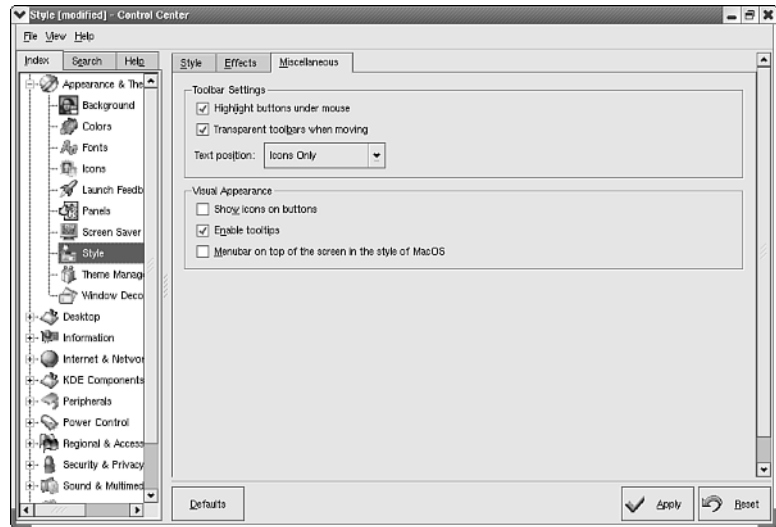 Style [modified] - Control Center
File View Help
Index Search Help
Style Effects Miscellaneous
Appearance & The
Background
Colors
Fonts
Icons
Launch Feedb
Panels
Screen Saver
Style
Theme Manag
Window Deco
Desktop
Information
Internet & Networ
KDE Components
Peripherals
Power Control
Regional & Access
Security & Privacy
Sound & Multimed
Toolbar Settings
Highlight buttons under mouse
Transparent toolbars when moving
Text position: Icons Only
Visual Appearance
Show icons on buttons
Enable tooltips
Menubar on top of the screen in the style of MacOS
Defaults Apply Reset